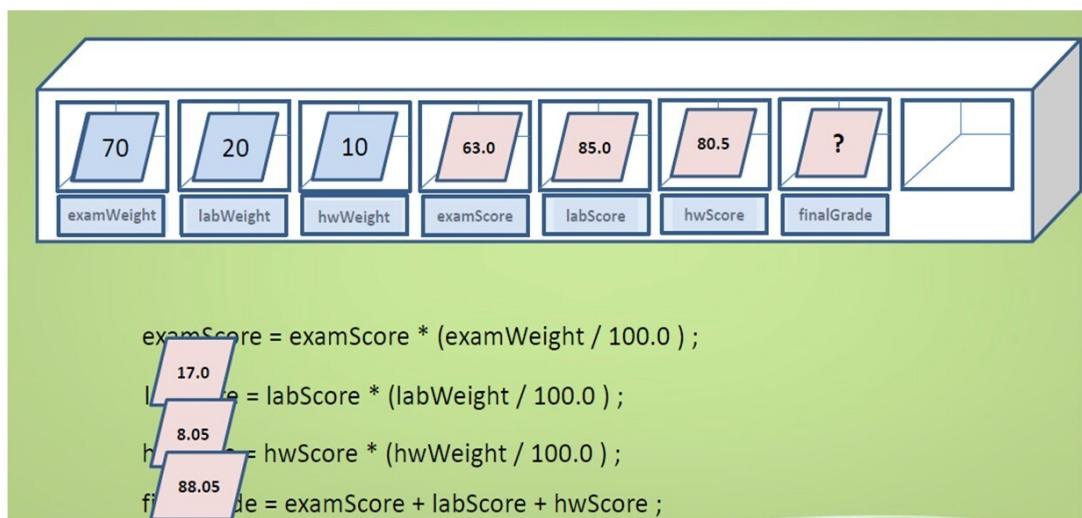 70 20 10 63.0 85.0 80.5 ?
examWeight labWeight hwWeight examScore labScore hwScore finalGrade
= examScore * (examWeight / 100.0 ) ;
17.0
= labScore * (labWeight / 100.0 ) ;
8.05
= hwScore * (hwWeight / 100.0 ) ;
88.05
= examScore + labScore + hwScore ;